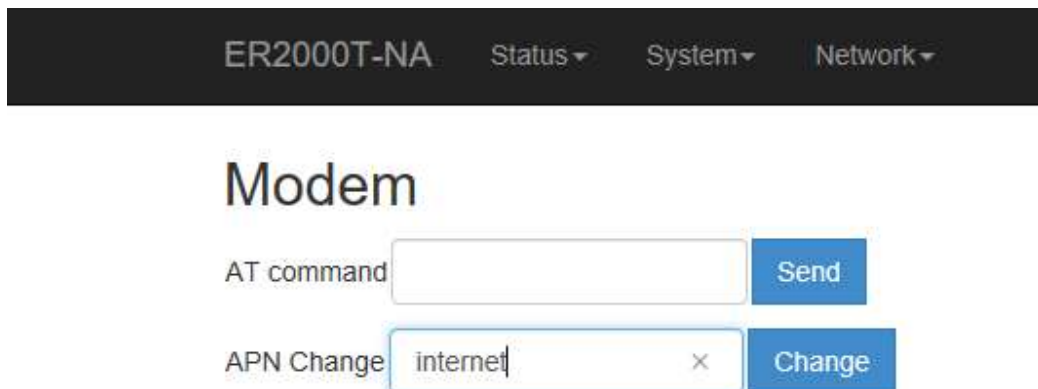 ER2000T-NA Status System Network
Modem
AT command Send
APN Change internet × Change